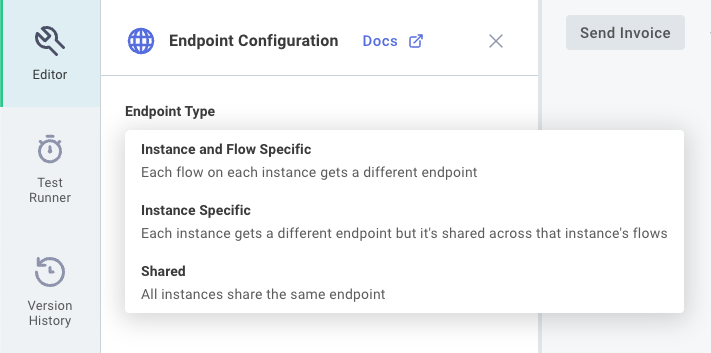 Editor
Test
Runner
Version
History
Endpoint Configuration Docs
Send Invoice
Endpoint Type
Instance and Flow Specific
Each flow on each instance gets a different endpoint
Instance Specific
Each instance gets a different endpoint but it's shared across that instance's flows
Shared
All instances share the same endpoint